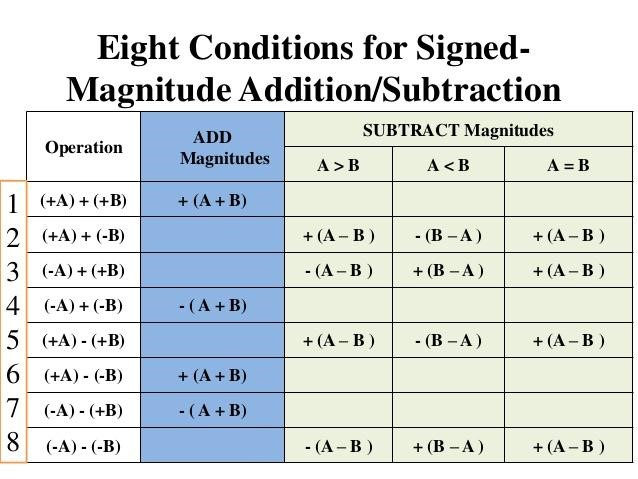 Eight Conditions for Signed-
Magnitude Addition/Subtraction
Operation ADD Magnitudes SUBTRACT Magnitudes
A > B A < B A = B
1 (+A) + (+B) + (A + B)
2 (+A) + (-B) + (A – B ) - (B – A ) + (A – B )
3 (-A) + (+B) - (A – B ) + (B – A ) + (A – B )
4 (-A) + (-B) - ( A + B)
5 (+A) - (+B) + (A – B ) - (B – A ) + (A – B )
6 (+A) - (-B) + (A + B)
7 (-A) - (+B) - ( A + B)
8 (-A) - (-B) - (A – B ) + (B – A ) + (A – B )